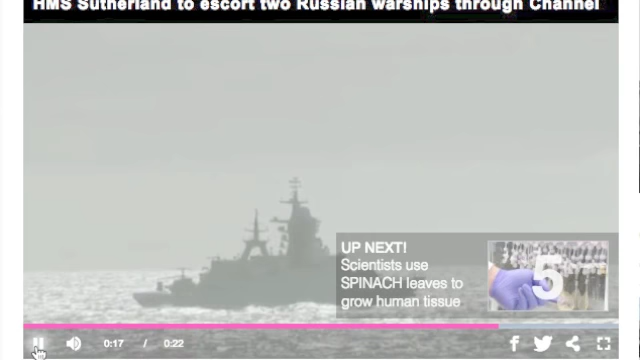 HMS Sutherland to escort two Russian warships through Channel
UP NEXT!
Scientists use
SPINACH leaves to
grow human tissue
5
0:17 / 0:22